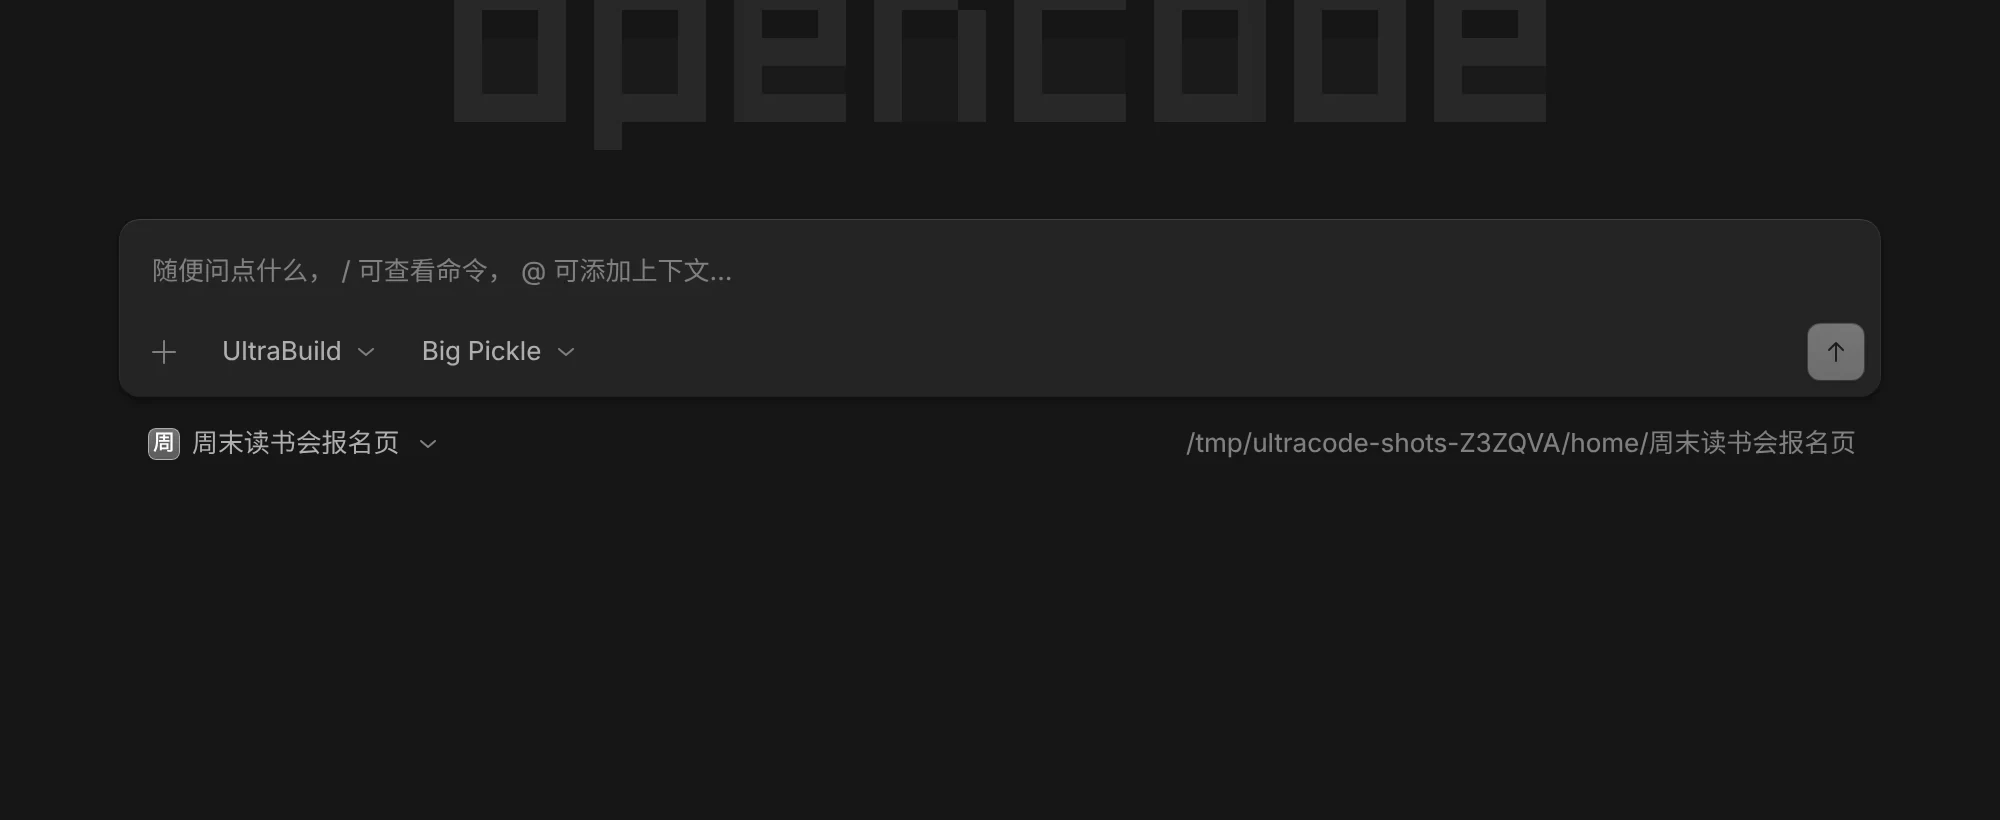 opencode
随便问点什么， / 可查看命令， @ 可添加上下文...
UltraBuild
Big Pickle
周 周末读书会报名页
/tmp/ultracode-shots-Z3ZQVA/home/周末读书会报名页